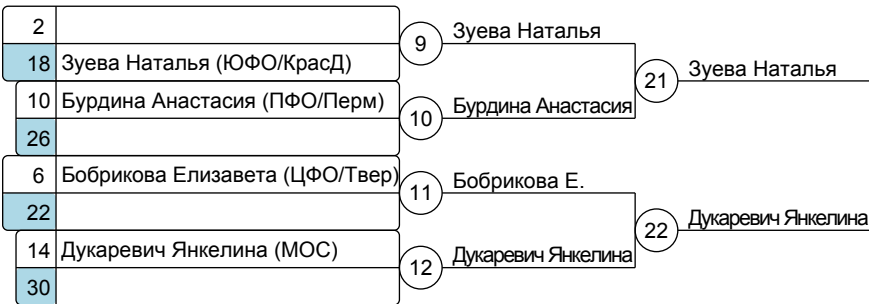 2
18 Зуева Наталья (ЮФО/КрасД)
10 Бурдина Анастасия (ПФО/Перм)
26
6 Бобрикова Елизавета (ЦФО/Твер)
22
14 Дукаревич Янкелина (МОС)
30
9 Зуева Наталья
10 Бурдина Анастасия
11 Бобрикова Е.
12 Дукаревич Янкелина
21 Зуева Наталья
22 Дукаревич Янкелина